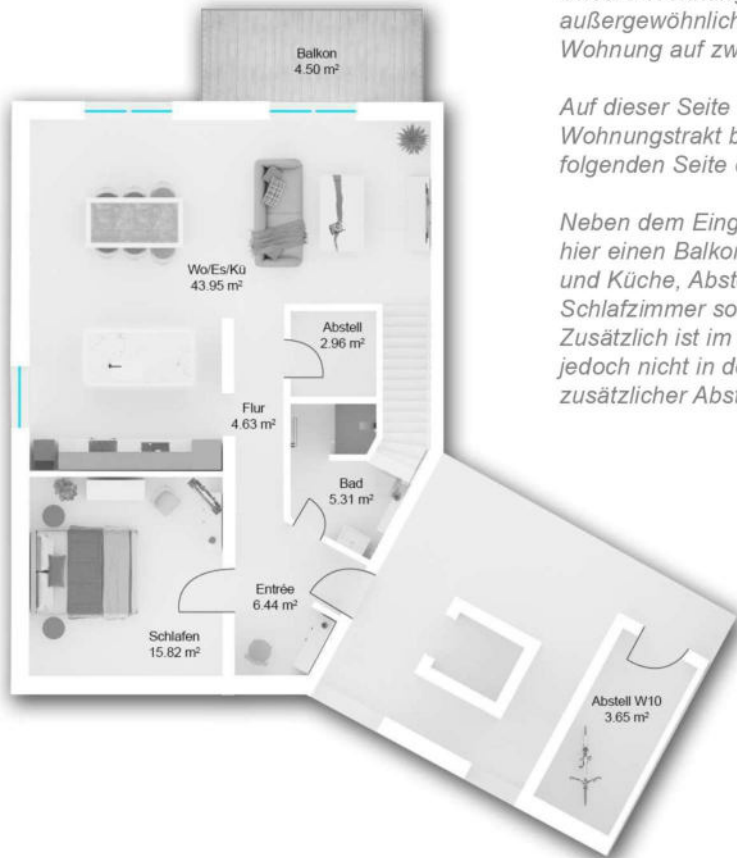 außergewöhnlich
Wohnung auf zw
Auf dieser Seite
Wohnungstrakt b
folgenden Seite
Neben dem Eing
hier einen Balkon
und Küche, Abst
Schlafzimmer so
Zusätzlich ist im
jedoch nicht in de
zusätzlicher Abst
Balkon
4.50 m²
Wo/Es/Kü
43.95 m²
Abstell
2.96 m²
Flur
4.63 m²
Bad
5.31 m²
Entrée
6.44 m²
Schlafen
15.82 m²
Abstell W10
3.65 m²